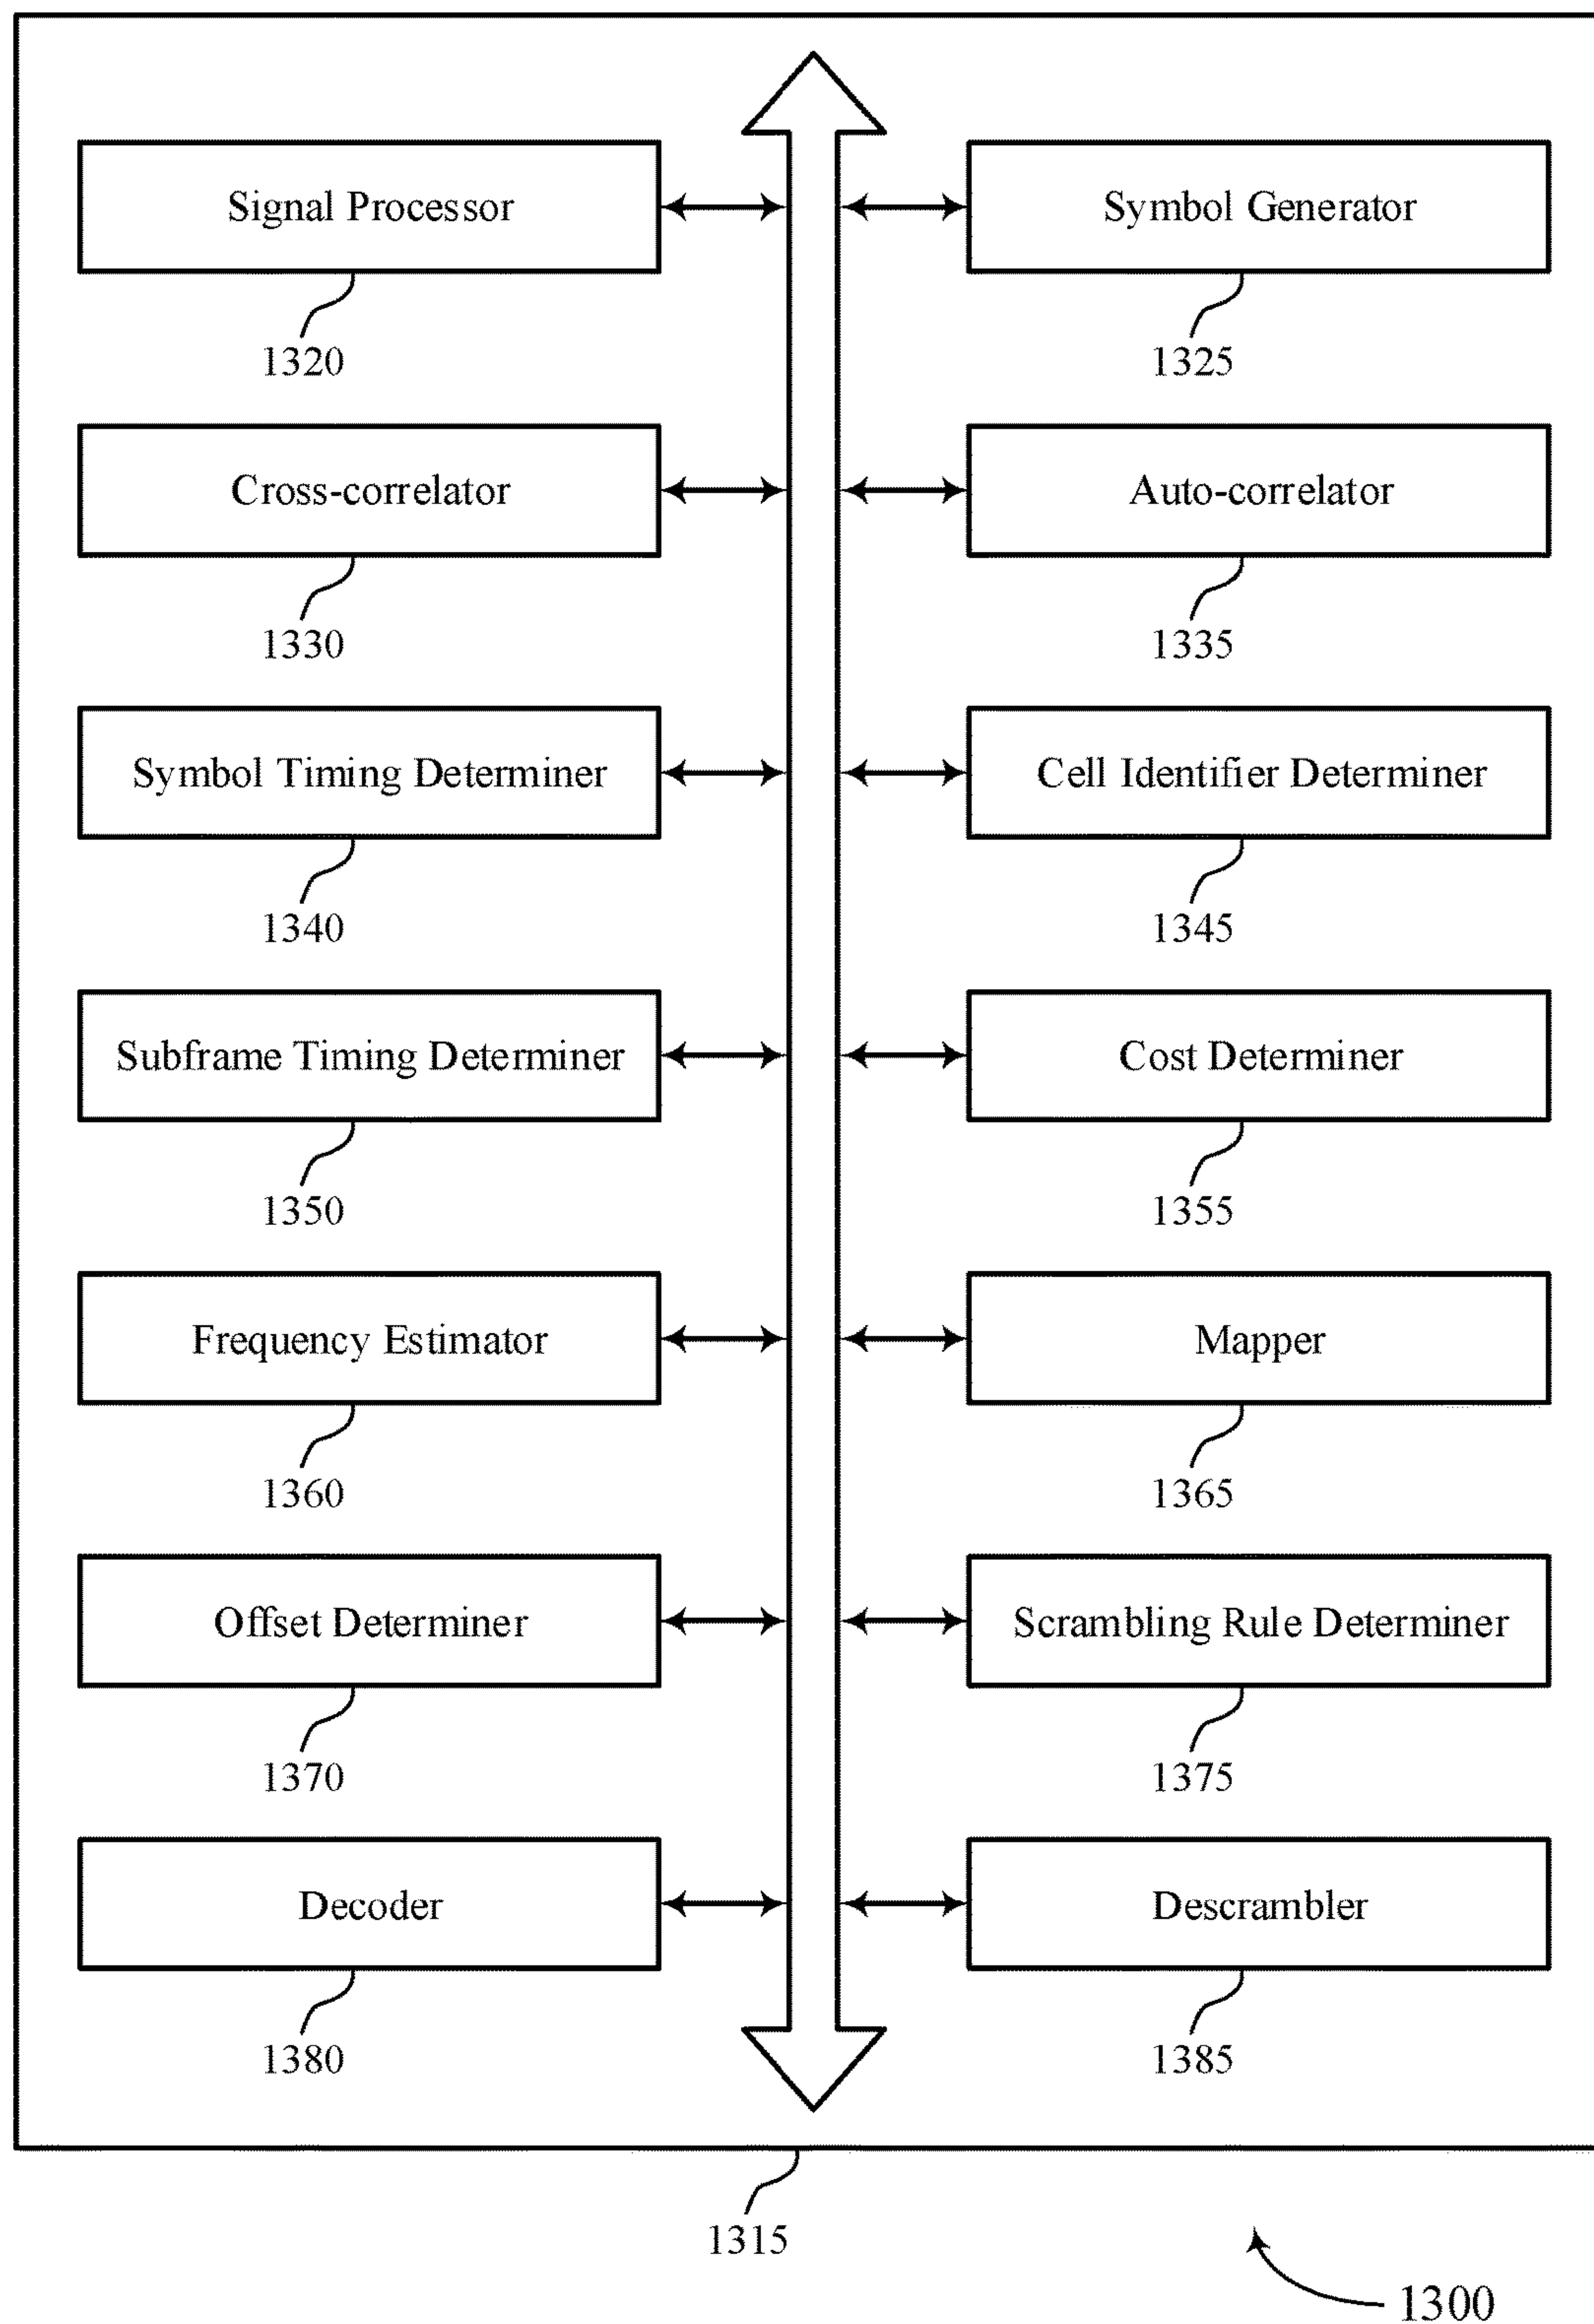 Signal Processor
Symbol Generator
1320
1325
Cross-correlator
Auto-correlator
1330
1335
Symbol Timing Determiner
Cell Identifier Determiner
1340
1345
Subframe Timing Determiner
Cost Determiner
1350
1355
Frequency Estimator
Mapper
1360
1365
Offset Determiner
Scrambling Rule Determiner
1370
1375
Decoder
Descrambler
1380
1385
1315
1300